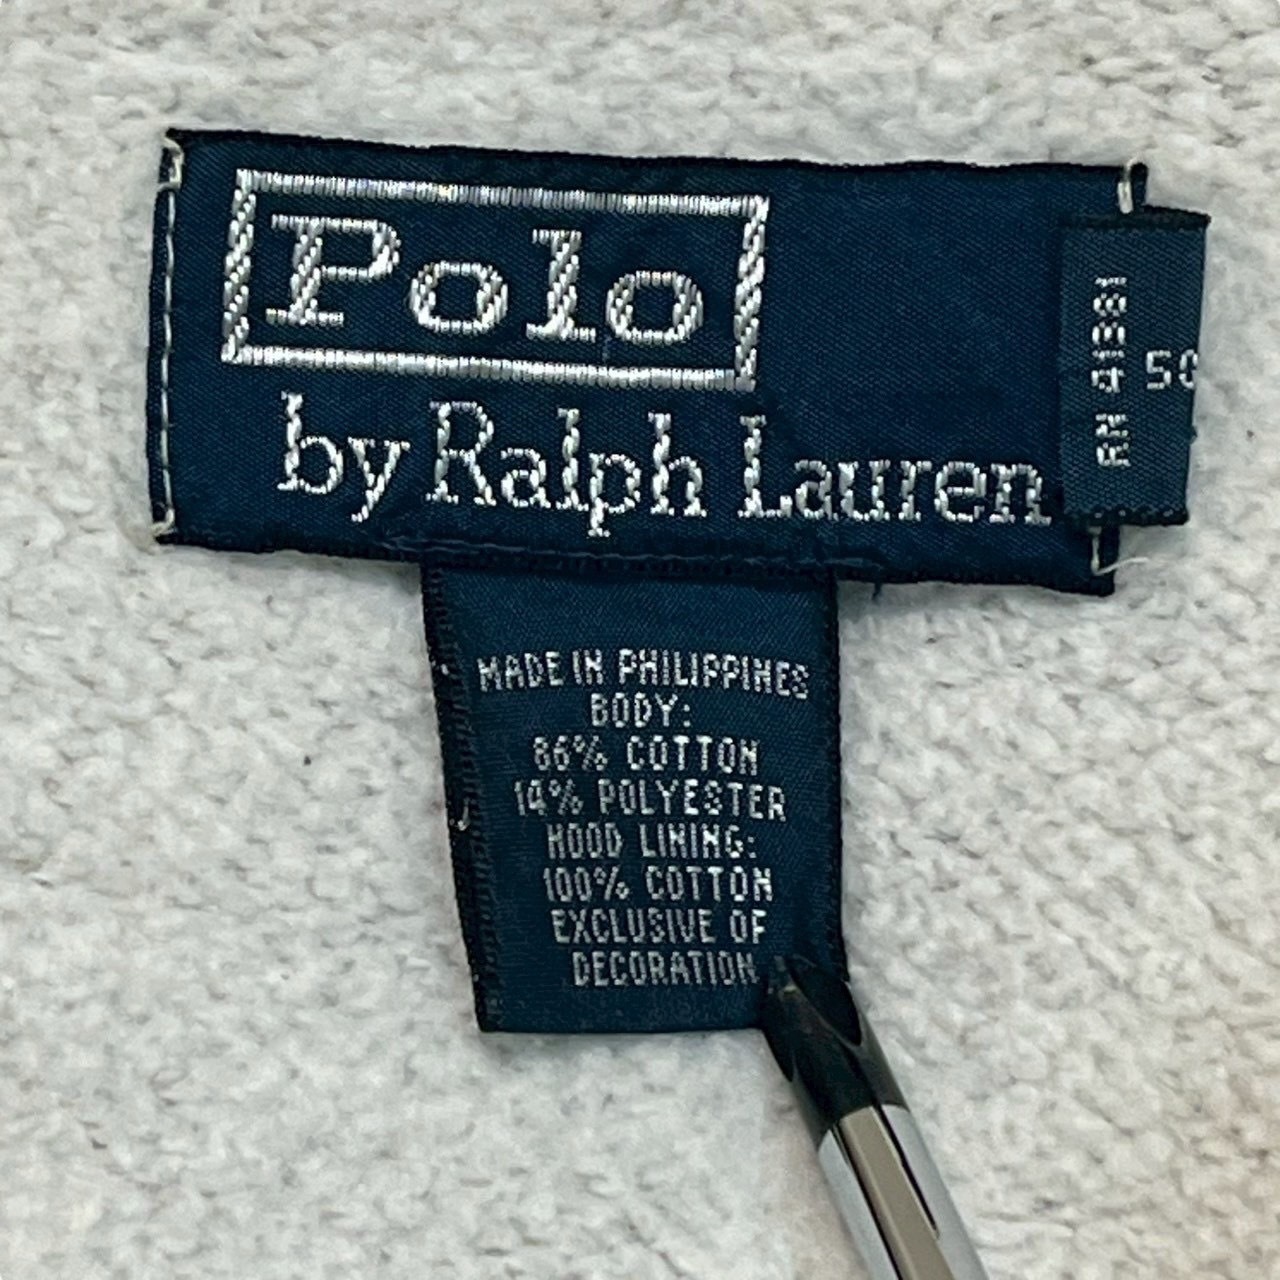 Polo
by Ralph Lauren
RN 41381
50
MADE IN PHILIPPINES
BODY:
86% COTTON
14% POLYESTER
HOOD LINING:
100% COTTON
EXCLUSIVE OF
DECORATION